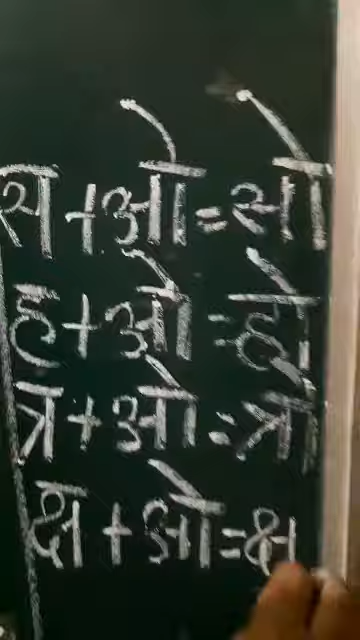 स + ओ = सो
ह + ओ = हो
त्र + ओ = त्रो
क्ष + ओ = क्ष